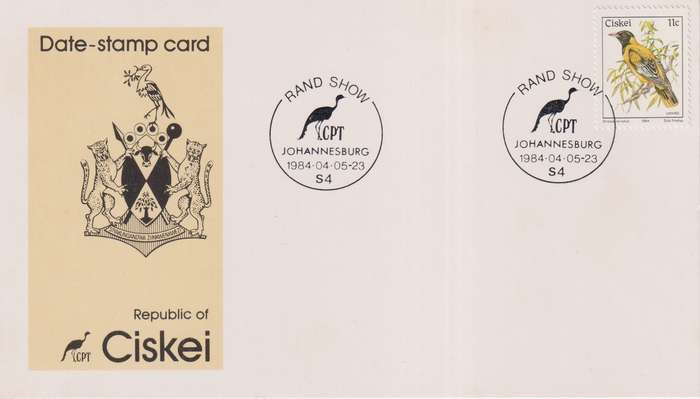 Date-stamp card
Republic of
CPT Ciskei
RAND SHOW
CPT
JOHANNESBURG
1984·04·05-23
S4
RAND SHOW
CPT
JOHANNESBURG
1984·04·05-23
S4
Ciskei 11c
1984